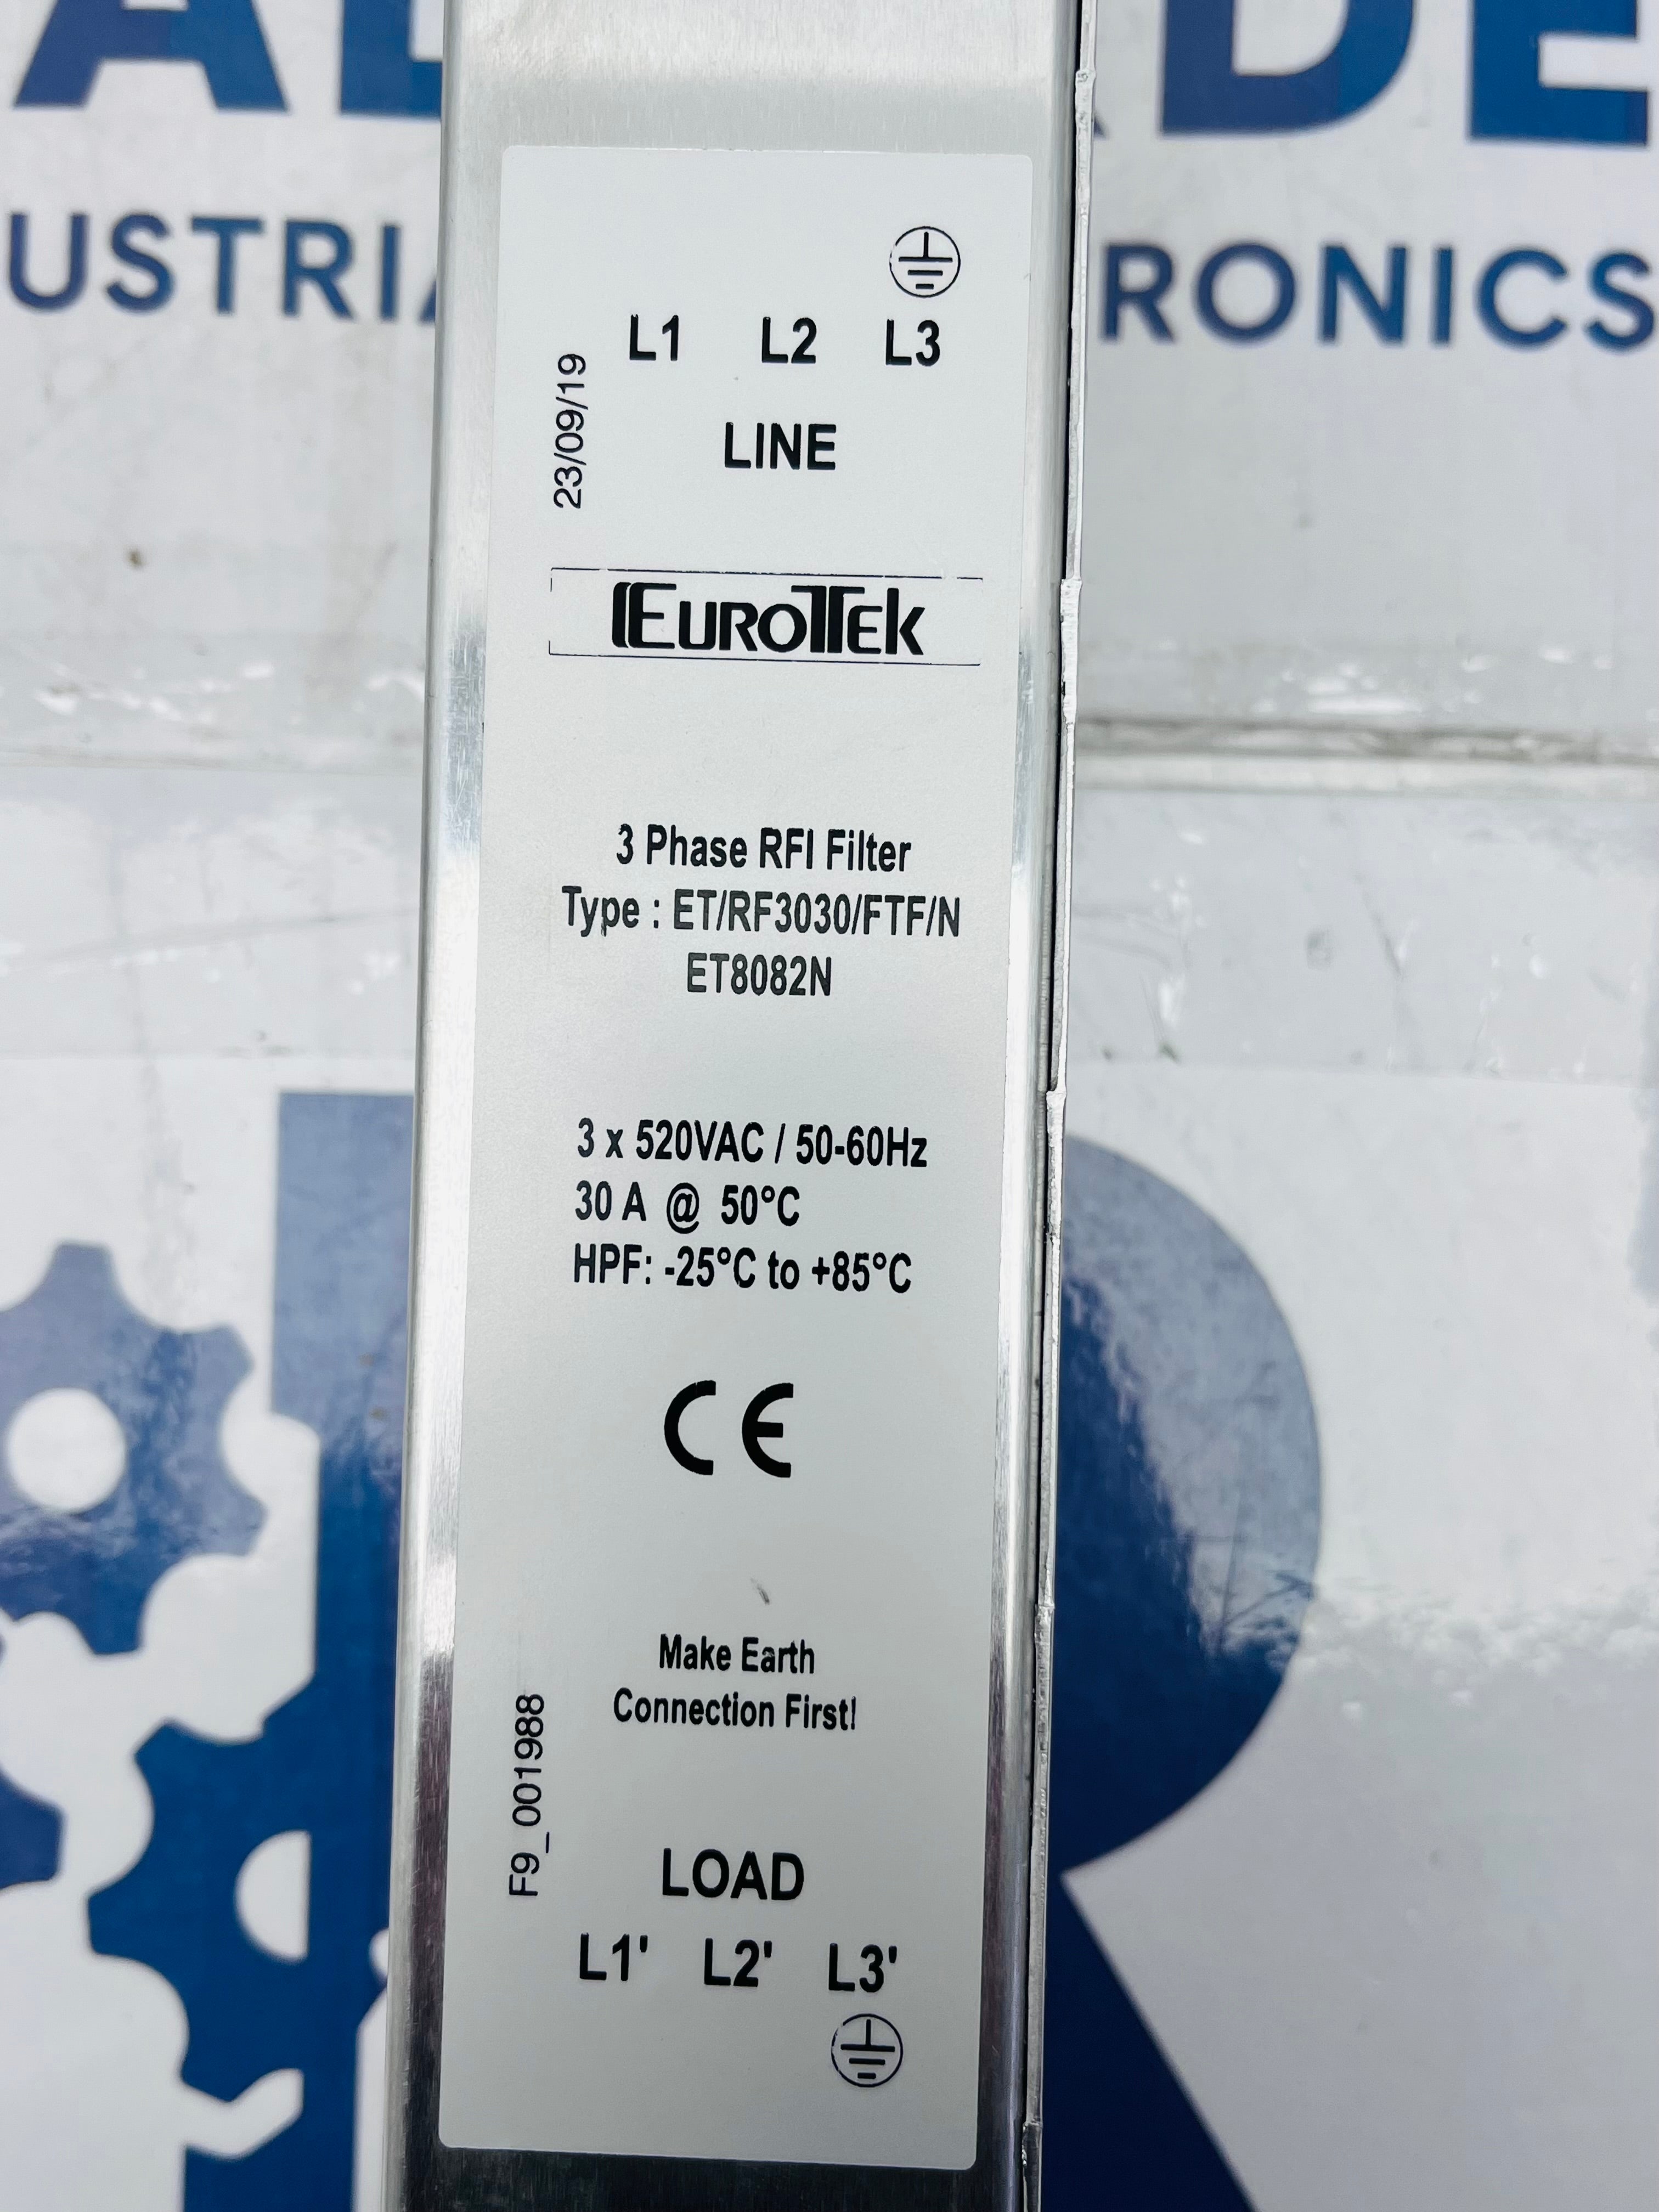 USTRIA
RONICS
DE
L1 L2 L3
LINE
23/09/19
EUROTEK
3 Phase RFI Filter
Type : ET/RF3030/FTF/N
ET8082N
3 x 520VAC / 50-60Hz
30 A @ 50°C
HPF: -25°C to +85°C
CE
Make Earth
Connection First!
F9_001988
LOAD
L1' L2' L3'
R